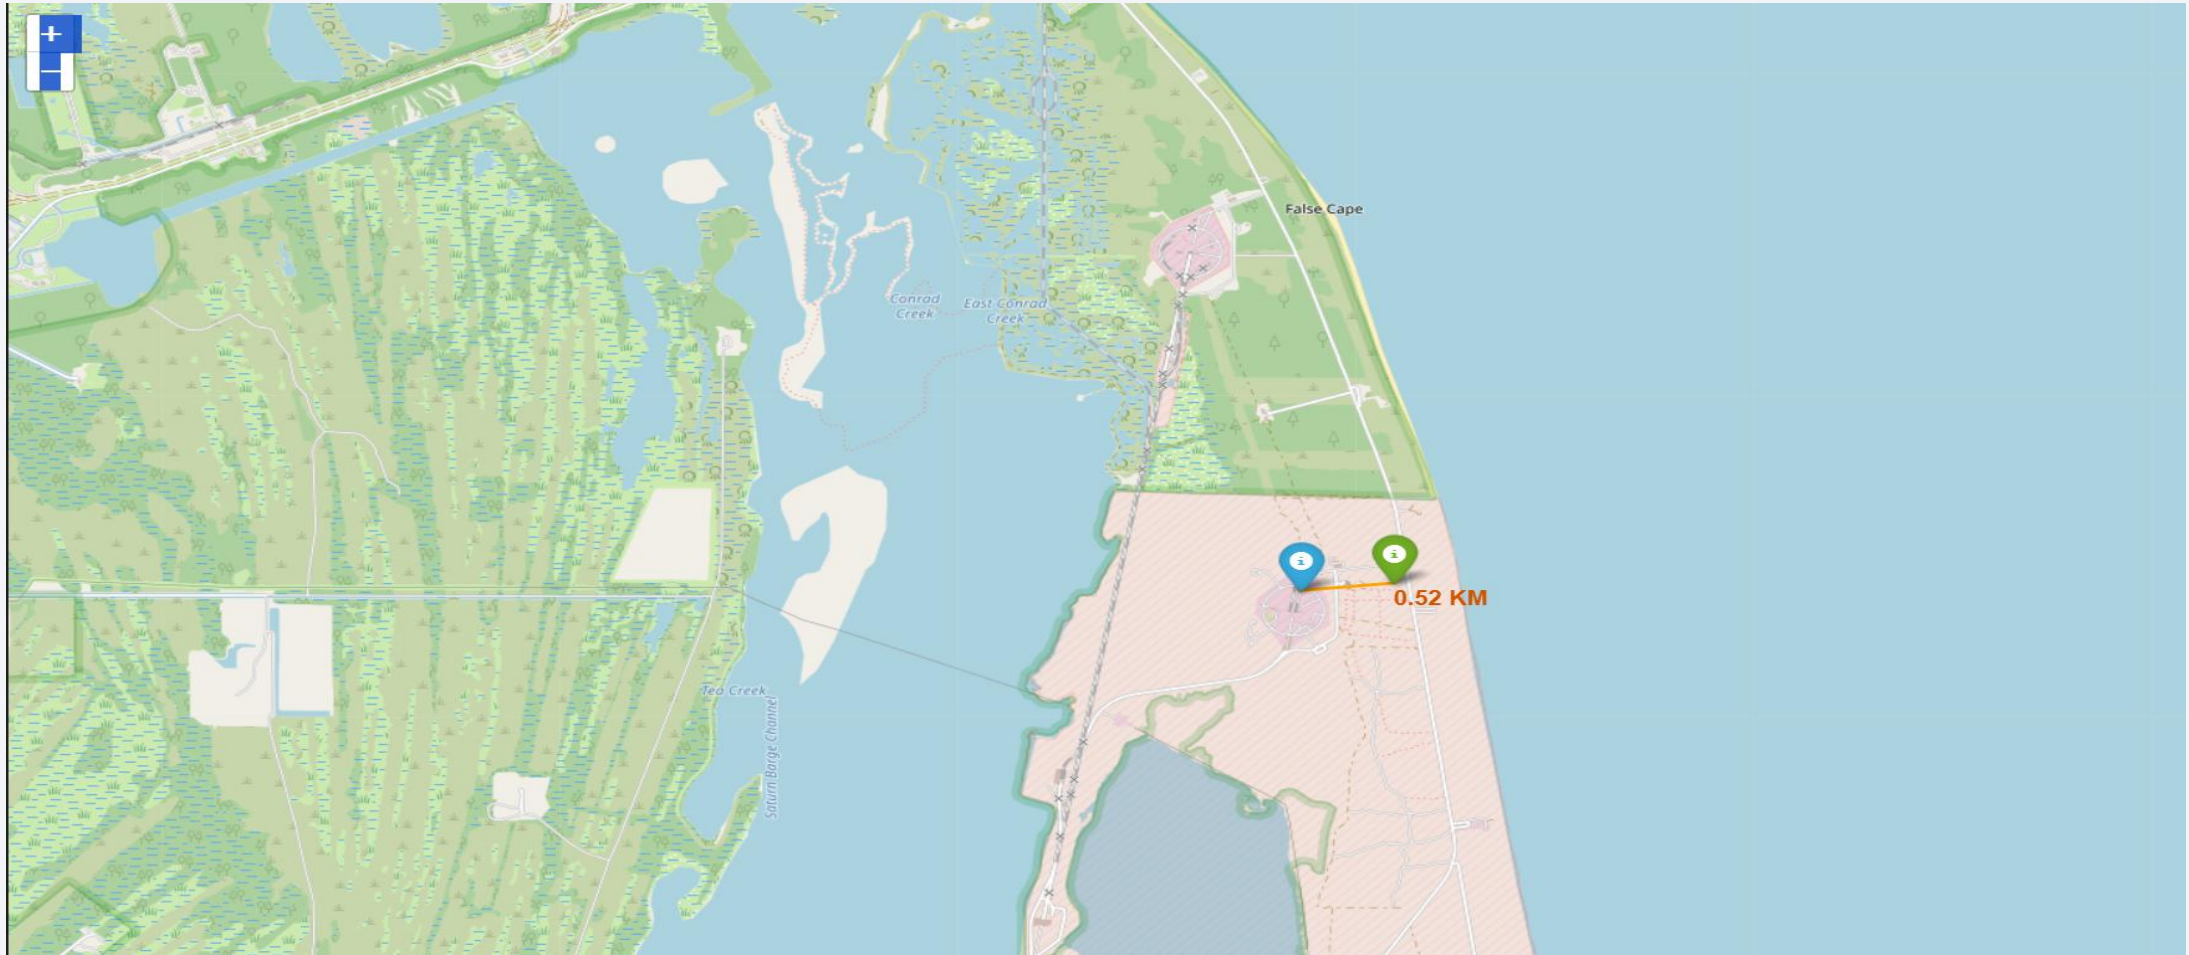 +
−
False Cape
Conrad
Creek
East Conrad
Creek
i
i
0.52 KM
Tea Creek
Saturn Barge Channel